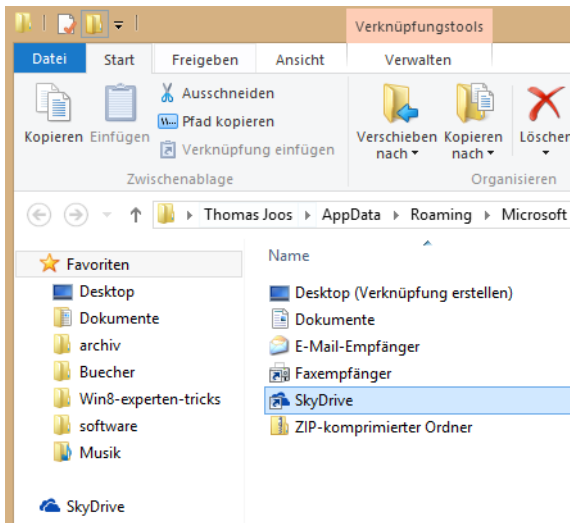 Verknüpfungstools
Datei Start Freigeben Ansicht Verwalten
Kopieren
Einfügen
Ausschneiden
Pfad kopieren
Verknüpfung einfügen
Zwischenablage
Verschieben nach
Kopieren nach
Löschen
Organisieren
Thomas Joos AppData Roaming Microsoft
Favoriten
Desktop
Dokumente
archiv
Buecher
Win8-experten-tricks
software
Musik
SkyDrive
Name
Desktop (Verknüpfung erstellen)
Dokumente
E-Mail-Empfänger
Faxempfänger
SkyDrive
ZIP-komprimierter Ordner